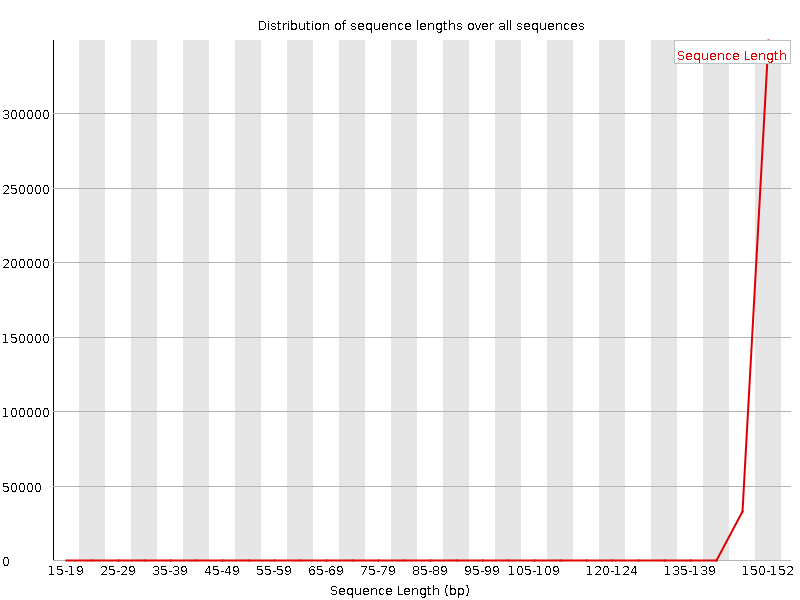 Distribution of sequence lengths over all sequences
Sequence Length
300000
250000
200000
150000
100000
50000
0
15-19 25-29 35-39 45-49 55-59 65-69 75-79 85-89 95-99 105-109 120-124 135-139 150-152
Sequence Length (bp)